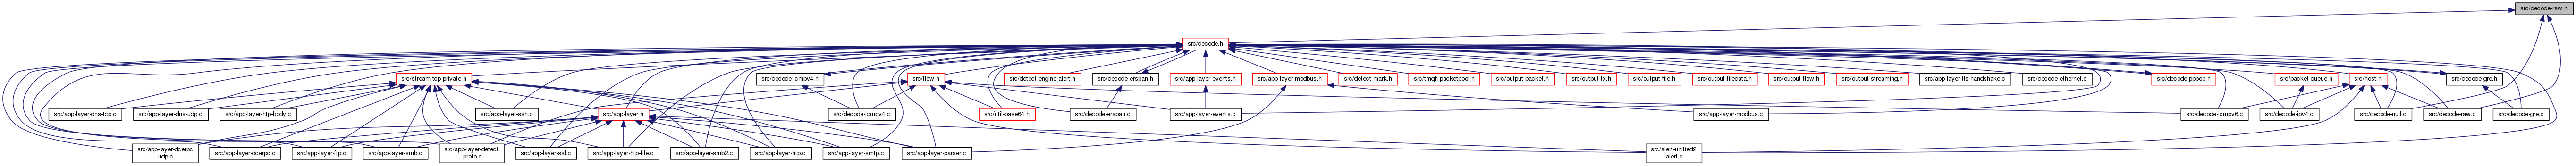 src/decode-raw.h
src/decode.h
src/stream-tcp-private.h
src/decode-icmpv4.h
src/flow.h
src/detect-engine-alert.h
src/decode-erspan.h
src/app-layer-events.h
src/app-layer-modbus.h
src/detect-mark.h
src/tmqh-packetpool.h
src/output-packet.h
src/output-tx.h
src/output-file.h
src/output-filedata.h
src/output-flow.h
src/output-streaming.h
src/app-layer-tls-handshake.c
src/decode-ethernet.c
src/decode-pppoe.h
src/packet-queue.h
src/host.h
src/decode-gre.h
src/app-layer-dns-tcp.c
src/app-layer-dns-udp.c
src/app-layer-htp-body.c
src/app-layer-ssh.c
src/app-layer.h
src/decode-icmpv4.c
src/util-base64.h
src/decode-erspan.c
src/app-layer-events.c
src/app-layer-modbus.c
src/decode-icmpv6.c
src/decode-ipv4.c
src/decode-null.c
src/decode-raw.c
src/decode-gre.c
src/app-layer-dcerpc
-udp.c
src/app-layer-dcerpc.c
src/app-layer-ftp.c
src/app-layer-smb.c
src/app-layer-detect
-proto.c
src/app-layer-ssl.c
src/app-layer-htp-file.c
src/app-layer-smb2.c
src/app-layer-htp.c
src/app-layer-smtp.c
src/app-layer-parser.c
src/alert-unified2
-alert.c